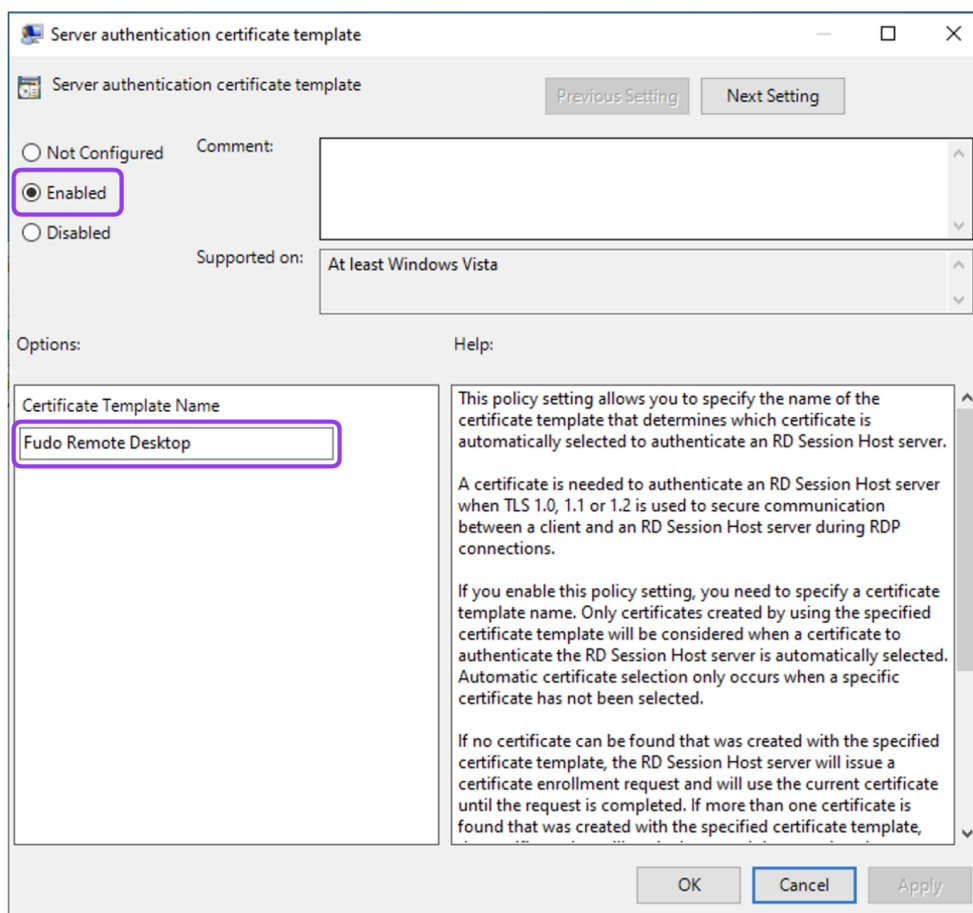 Server authentication certificate template
Server authentication certificate template
Previous Setting
Next Setting
Not Configured
Enabled
Disabled
Comment:
Supported on:
At least Windows Vista
Options:
Help:
Certificate Template Name
Fudo Remote Desktop
This policy setting allows you to specify the name of the
certificate template that determines which certificate is
automatically selected to authenticate an RD Session Host server.
A certificate is needed to authenticate an RD Session Host server
when TLS 1.0, 1.1 or 1.2 is used to secure communication
between a client and an RD Session Host server during RDP
connections.
If you enable this policy setting, you need to specify a certificate
template name. Only certificates created by using the specified
certificate template will be considered when a certificate to
authenticate the RD Session Host server is automatically selected.
Automatic certificate selection only occurs when a specific
certificate has not been selected.
If no certificate can be found that was created with the specified
certificate template, the RD Session Host server will issue a
certificate enrollment request and will use the current certificate
until the request is completed. If more than one certificate is
found that was created with the specified certificate template,
OK
Cancel
Apply